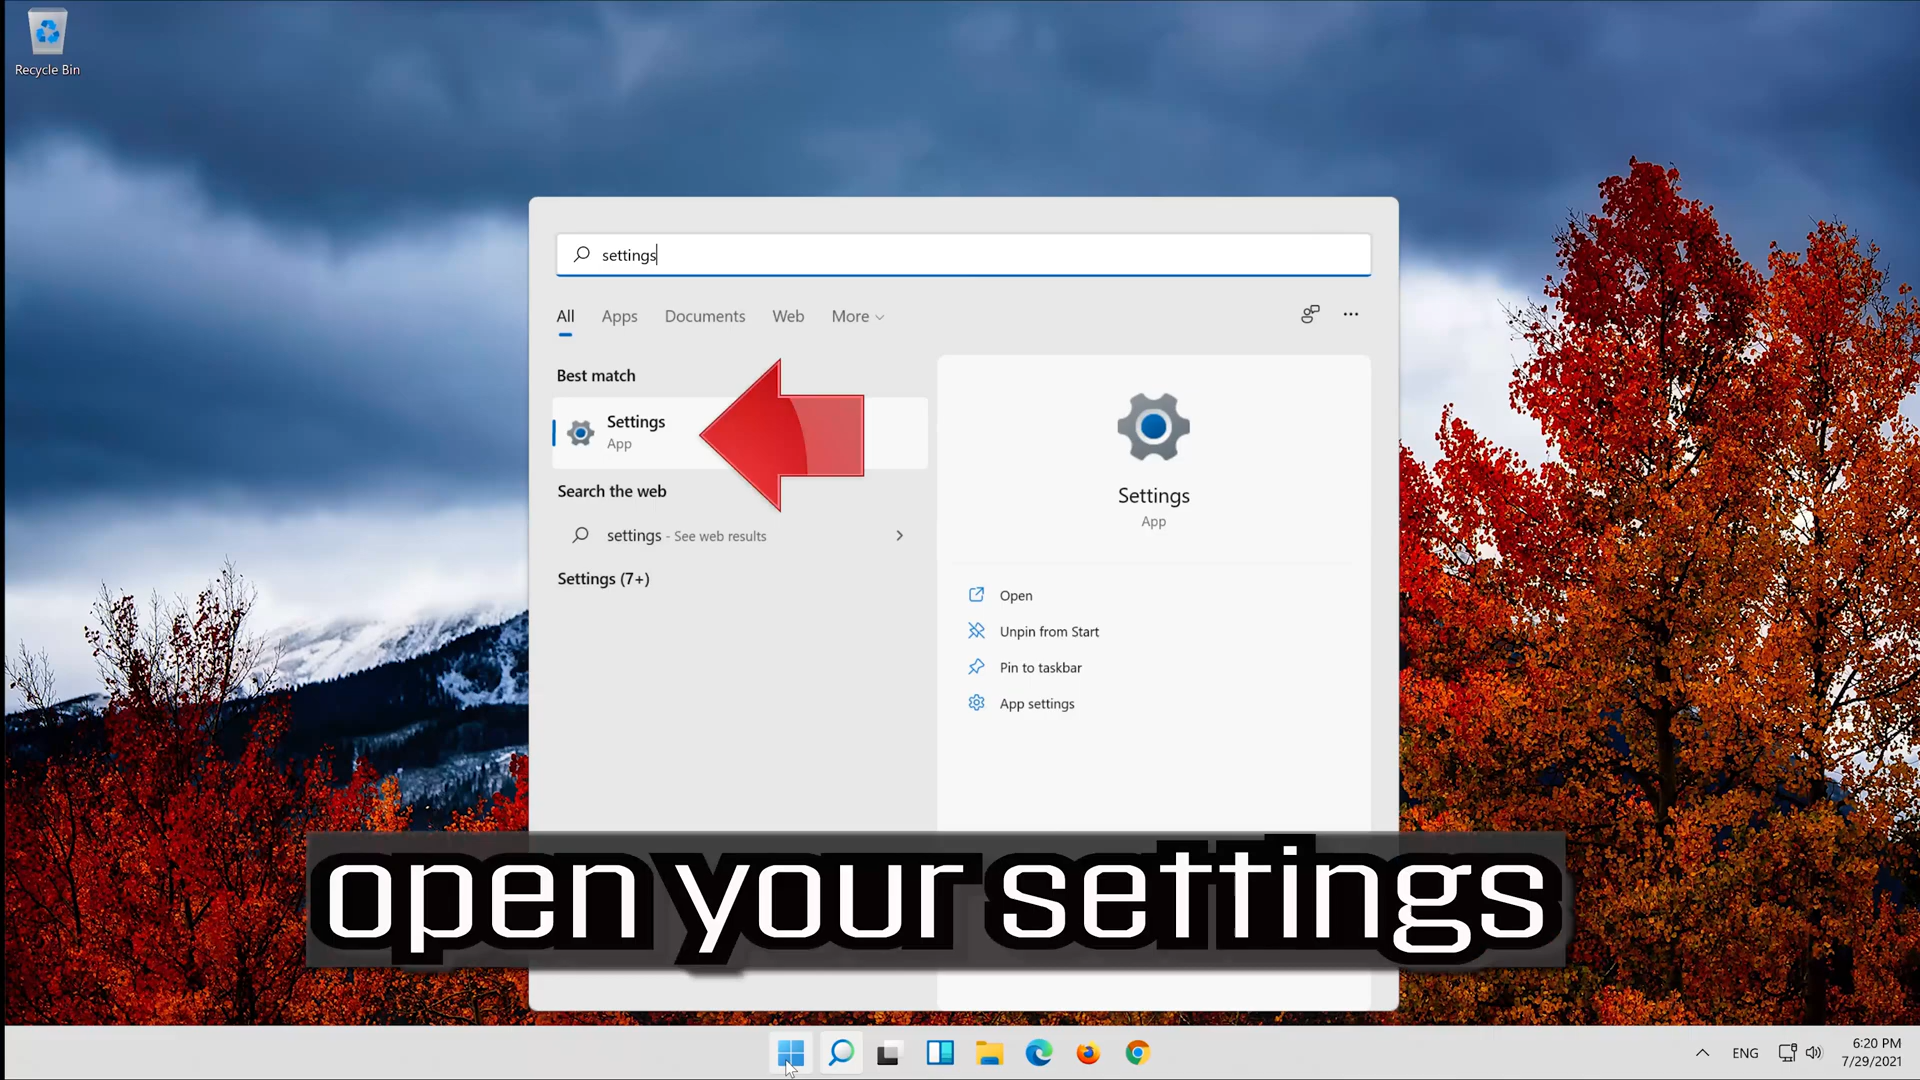 Recycle Bin
settings
All Apps Documents Web More
Best match
Settings
App
Search the web
settings - See web results
Settings (7+)
Settings
App
Open
Unpin from Start
Pin to taskbar
App settings
open your settings
ENG
6:20 PM
7/29/2021